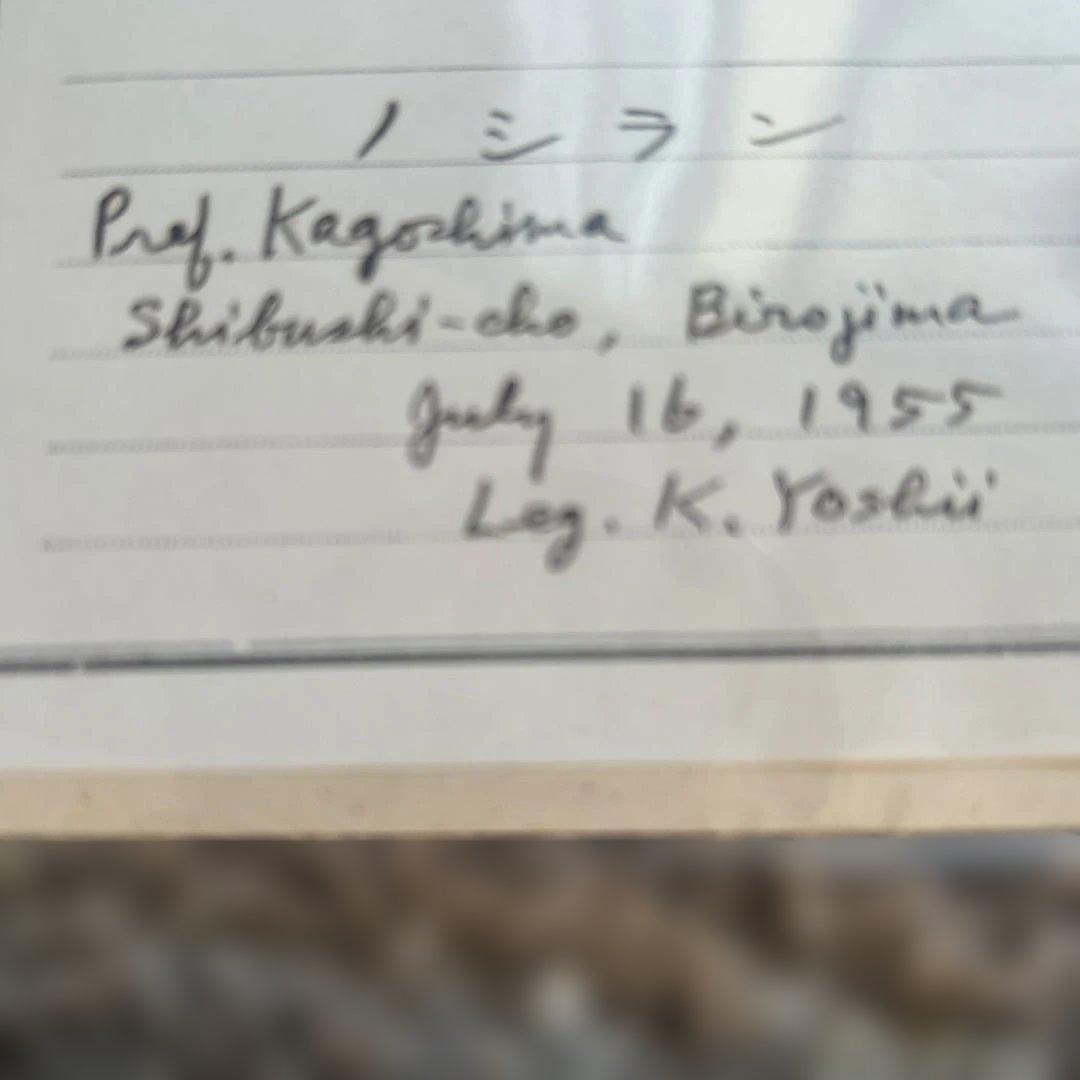 ノシラン
Pref. Kagoshima
Shibushi-cho, Birojima
July 16, 1955
Leg. K. Yoshii